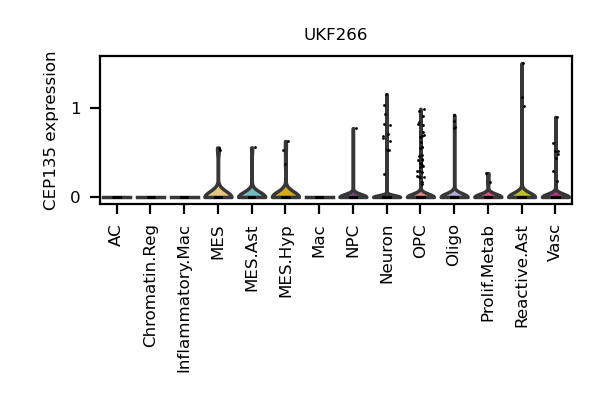 UKF266
CEP135 expression
1
0
AC
Chromatin.Reg
Inflammatory.Mac
MES
MES.Ast
MES.Hyp
Mac
NPC
Neuron
OPC
Oligo
Prolif.Metab
Reactive.Ast
Vasc